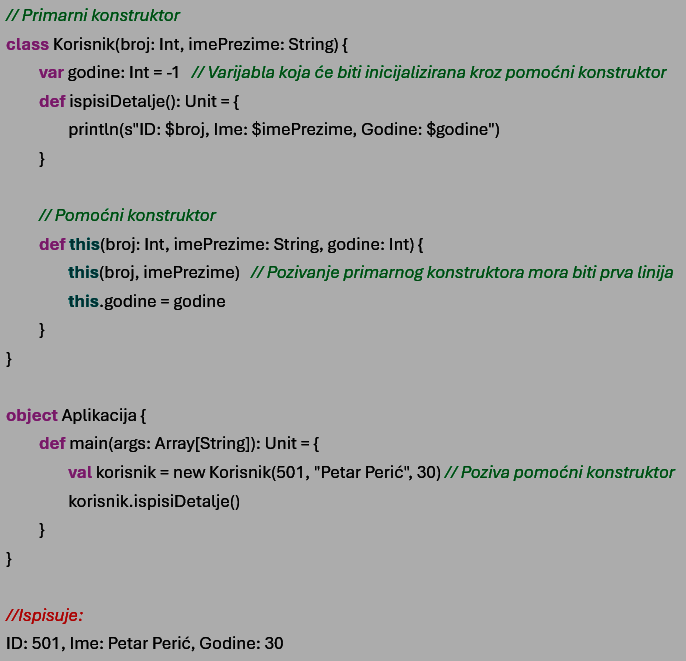 // Primarni konstruktor
class Korisnik(broj: Int, imePrezime: String) {
    var godine: Int = -1   // Varijabla koja će biti inicijalizirana kroz pomoćni konstruktor
    def ispisiDetalje(): Unit = {
        println(s"ID: $broj, Ime: $imePrezime, Godine: $godine")
    }

    // Pomoćni konstruktor
    def this(broj: Int, imePrezime: String, godine: Int) {
        this(broj, imePrezime)   // Pozivanje primarnog konstruktora mora biti prva linija
        this.godine = godine
    }
}

object Aplikacija {
    def main(args: Array[String]): Unit = {
        val korisnik = new Korisnik(501, "Petar Perić", 30) // Poziva pomoćni konstruktor
        korisnik.ispisiDetalje()
    }
}

//Ispisuje:
ID: 501, Ime: Petar Perić, Godine: 30